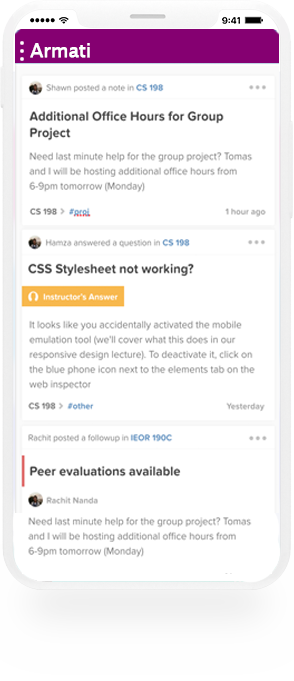 9:41
Armati
Shawn posted a note in CS 198
Additional Office Hours for Group
Project
Need last minute help for the group project? Tomas
and I will be hosting additional office hours from
6-9pm tomorrow (Monday)
CS 198 > #proj
1 hour ago
Hamza answered a question in CS 198
CSS Stylesheet not working?
Instructor's Answer
It looks like you accidentally activated the mobile
emulation tool (we'll cover what this does in our
responsive design lecture). To deactivate it, click on
the blue phone icon next to the elements tab on the
web inspector
CS 198 > #other
Yesterday
Rachit posted a followup in IEOR 190C
Peer evaluations available
Rachit Nanda
Need last minute help for the group project? Tomas
and I will be hosting additional office hours from
6-9pm tomorrow (Monday)